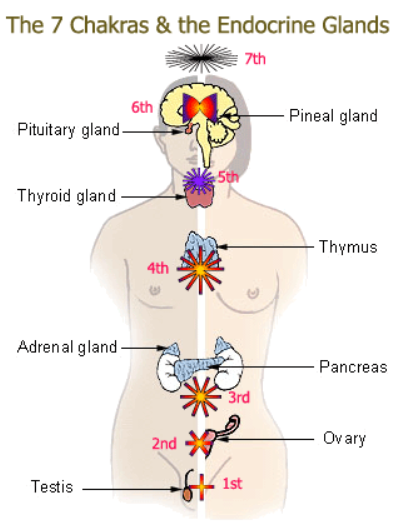 The 7 Chakras & the Endocrine Glands
7th
6th
Pineal gland
Pituitary gland
5th
Thyroid gland
Thymus
4th
Adrenal gland
Pancreas
3rd
2nd
Ovary
Testis
1st